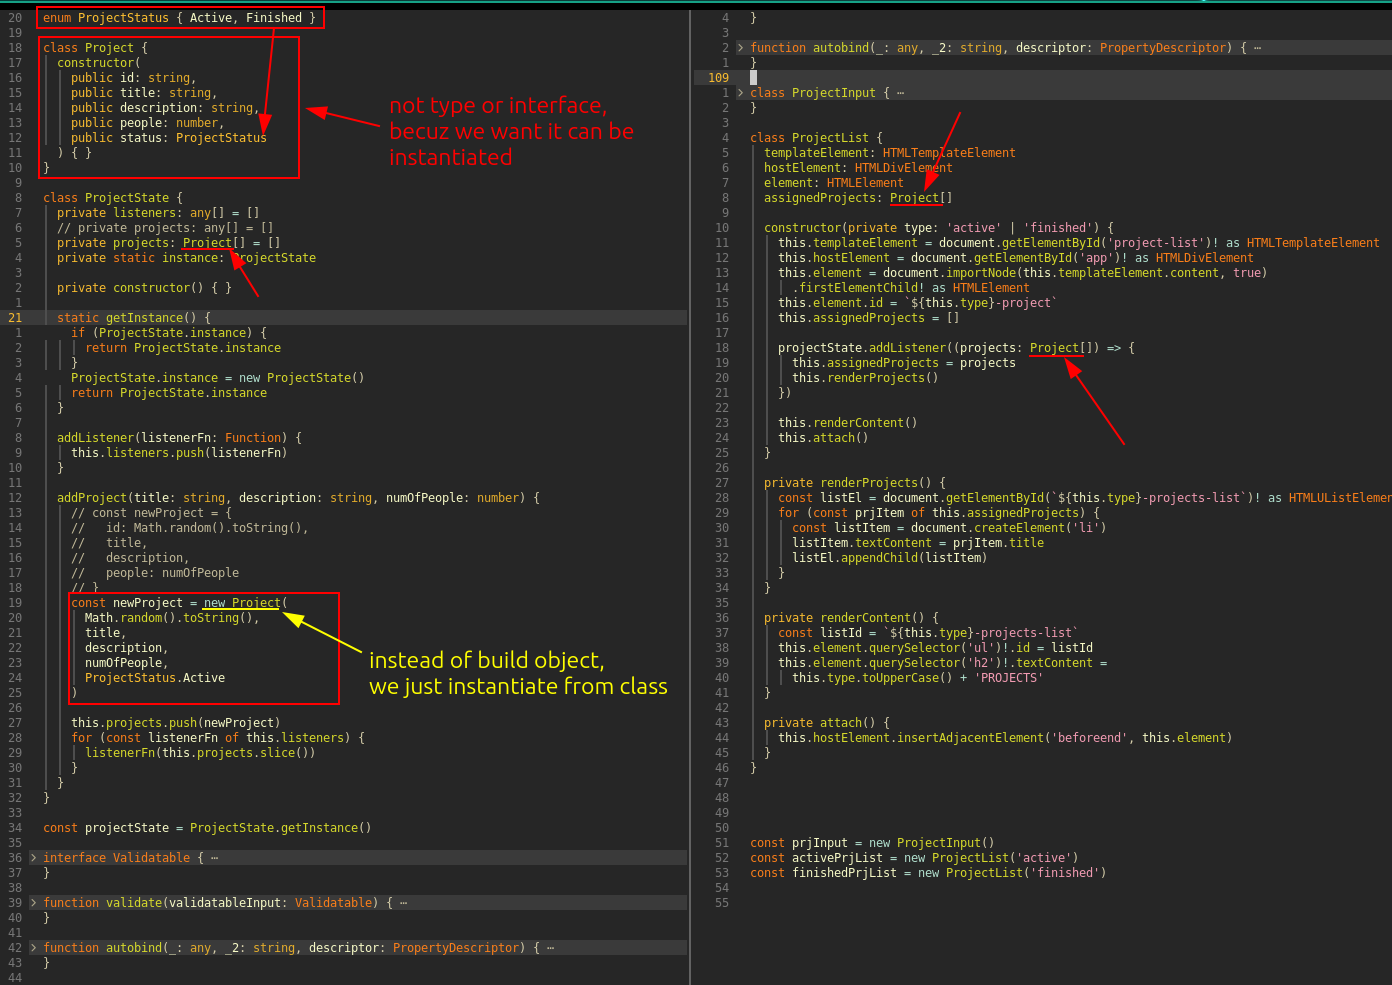 20 enum ProjectStatus { Active, Finished }
19
18 class Project {
17 constructor(
16 public id: string,
15 public title: string,
14 public description: string,
13 public people: number,
12 public status: ProjectStatus
11 ) { }
10 }
9
8 class ProjectState {
7 private listeners: any[] = []
6 // private projects: any[] = []
5 private projects: Project[] = []
4 private static instance: ProjectState
3
2 private constructor() { }
1
21 static getInstance() {
1 if (ProjectState.instance) {
2 return ProjectState.instance
3 }
4 ProjectState.instance = new ProjectState()
5 return ProjectState.instance
6 }
7
8 addListener(listenerFn: Function) {
9 this.listeners.push(listenerFn)
10 }
11
12 addProject(title: string, description: string, numOfPeople: number) {
13 // const newProject = {
14 //   id: Math.random().toString(),
15 //   title,
16 //   description,
17 //   people: numOfPeople
18 // }
19 const newProject = new Project(
20 Math.random().toString(),
21 title,
22 description,
23 numOfPeople,
24 ProjectStatus.Active
25 )
26
27 this.projects.push(newProject)
28 for (const listenerFn of this.listeners) {
29 listenerFn(this.projects.slice())
30 }
31 }
32 }
33
34 const projectState = ProjectState.getInstance()
35
36 > interface Validatable { ⋯
37 }
38
39 > function validate(validatableInput: Validatable) { ⋯
40 }
41
42 > function autobind(_: any, _2: string, descriptor: PropertyDescriptor) { ⋯
43 }
44
not type or interface,
becuz we want it can be
instantiated
instead of build object,
we just instantiate from class
4 }
3
2 > function autobind(_: any, _2: string, descriptor: PropertyDescriptor) { ⋯
1 }
109
1 > class ProjectInput { ⋯
2 }
3
4 class ProjectList {
5 templateElement: HTMLTemplateElement
6 hostElement: HTMLDivElement
7 element: HTMLElement
8 assignedProjects: Project[]
9
10 constructor(private type: 'active' | 'finished') {
11 this.templateElement = document.getElementById('project-list')! as HTMLTemplateElement
12 this.hostElement = document.getElementById('app')! as HTMLDivElement
13 this.element = document.importNode(this.templateElement.content, true)
14 .firstElementChild! as HTMLElement
15 this.element.id = `${this.type}-project`
16 this.assignedProjects = []
17
18 projectState.addListener((projects: Project[]) => {
19 this.assignedProjects = projects
20 this.renderProjects()
21 })
22
23 this.renderContent()
24 this.attach()
25 }
26
27 private renderProjects() {
28 const listEl = document.getElementById(`${this.type}-projects-list`)! as HTMLUListElemen
29 for (const prjItem of this.assignedProjects) {
30 const listItem = document.createElement('li')
31 listItem.textContent = prjItem.title
32 listEl.appendChild(listItem)
33 }
34 }
35
36 private renderContent() {
37 const listId = `${this.type}-projects-list`
38 this.element.querySelector('ul')!.id = listId
39 this.element.querySelector('h2')!.textContent =
40 this.type.toUpperCase() + 'PROJECTS'
41 }
42
43 private attach() {
44 this.hostElement.insertAdjacentElement('beforeend', this.element)
45 }
46 }
47
48
49
50
51 const prjInput = new ProjectInput()
52 const activePrjList = new ProjectList('active')
53 const finishedPrjList = new ProjectList('finished')
54
55